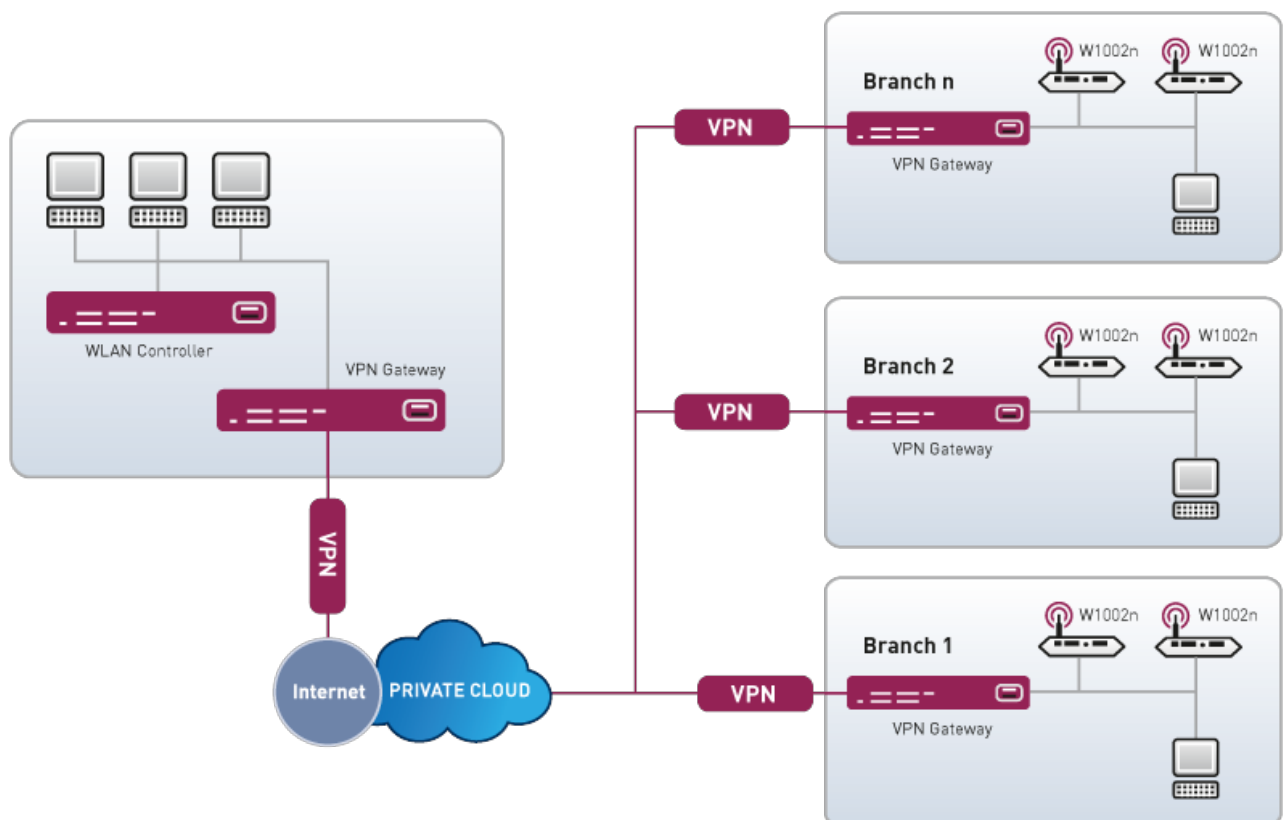 WLAN Controller
VPN Gateway
VPN
Internet
PRIVATE CLOUD
VPN
Branch n
W1002n
W1002n
VPN Gateway
VPN
Branch 2
W1002n
W1002n
VPN Gateway
VPN
Branch 1
W1002n
W1002n
VPN Gateway